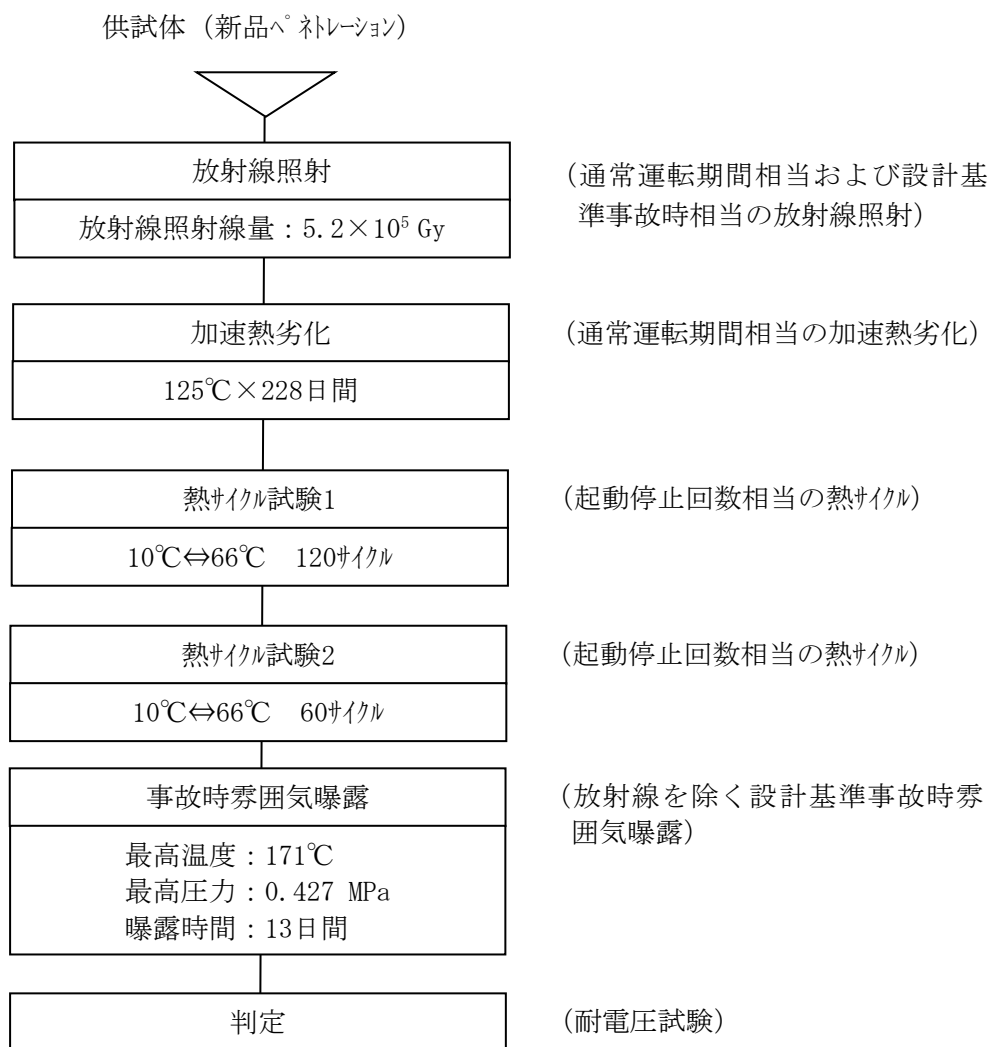 供試体（新品ﾍﾟﾈﾄﾚｰｼｮﾝ）
放射線照射
（通常運転期間相当および設計基
準事故時相当の放射線照射）
放射線照射線量：5.2×10⁵ Gy
加速熱劣化
（通常運転期間相当の加速熱劣化）
125℃×228日間
熱ｻｲｸﾙ試験1
（起動停止回数相当の熱ｻｲｸﾙ）
10℃⇔66℃　120ｻｲｸﾙ
熱ｻｲｸﾙ試験2
（起動停止回数相当の熱ｻｲｸﾙ）
10℃⇔66℃　60ｻｲｸﾙ
事故時雰囲気曝露
（放射線を除く設計基準事故時雰
囲気曝露）
最高温度：171℃
最高圧力：0.427 MPa
曝露時間：13日間
判定
（耐電圧試験）